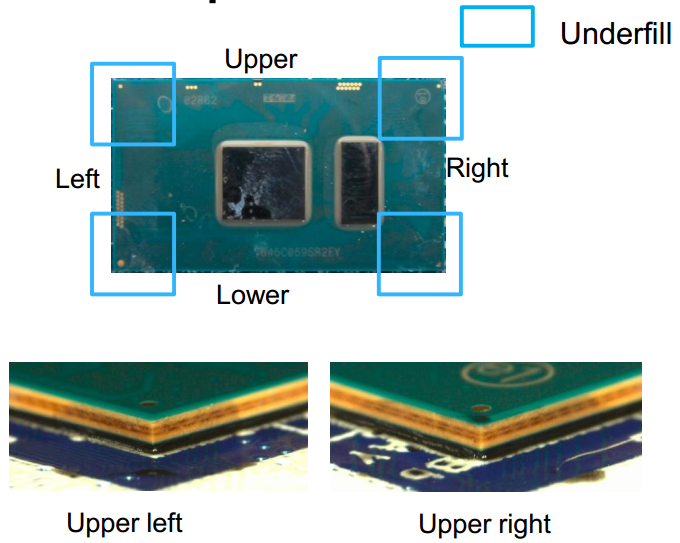 Underfill
Upper
Left
Right
Lower
Upper left
Upper right